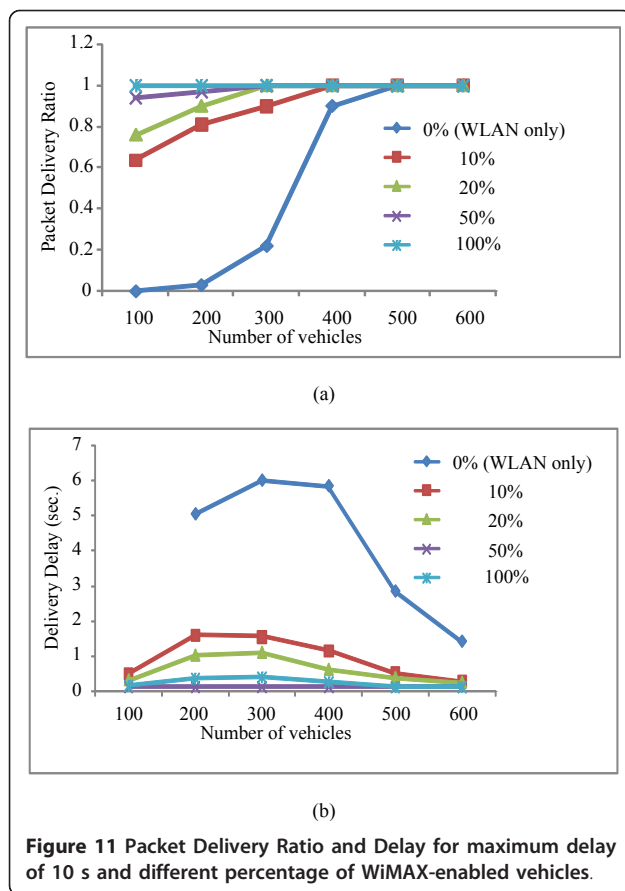 1.2
1
0.8
0.6
0.4
0.2
0
Packet Delivery Ratio
0% (WLAN only)
10%
20%
50%
100%
100 200 300 400 500 600
Number of vehicles
(a)
7
6
5
4
3
2
1
0
Delivery Delay (sec.)
0% (WLAN only)
10%
20%
50%
100%
100 200 300 400 500 600
Number of vehicles
(b)
Figure 11 Packet Delivery Ratio and Delay for maximum delay
of 10 s and different percentage of WiMAX-enabled vehicles.